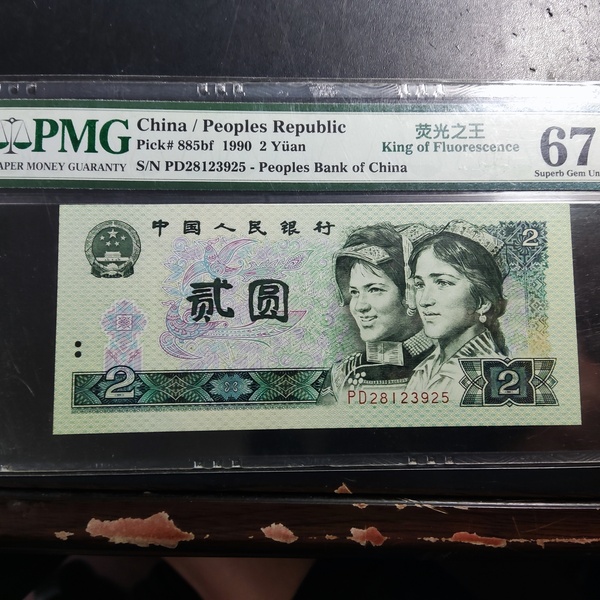 PMG
PAPER MONEY GUARANTY
China / Peoples Republic
Pick# 885bf 1990 2 Yüan
S/N PD28123925 - Peoples Bank of China
荧光之王
King of Fluorescence
67
Superb Gem Un
中国人民银行
2
贰圆
2
PD28123925
2